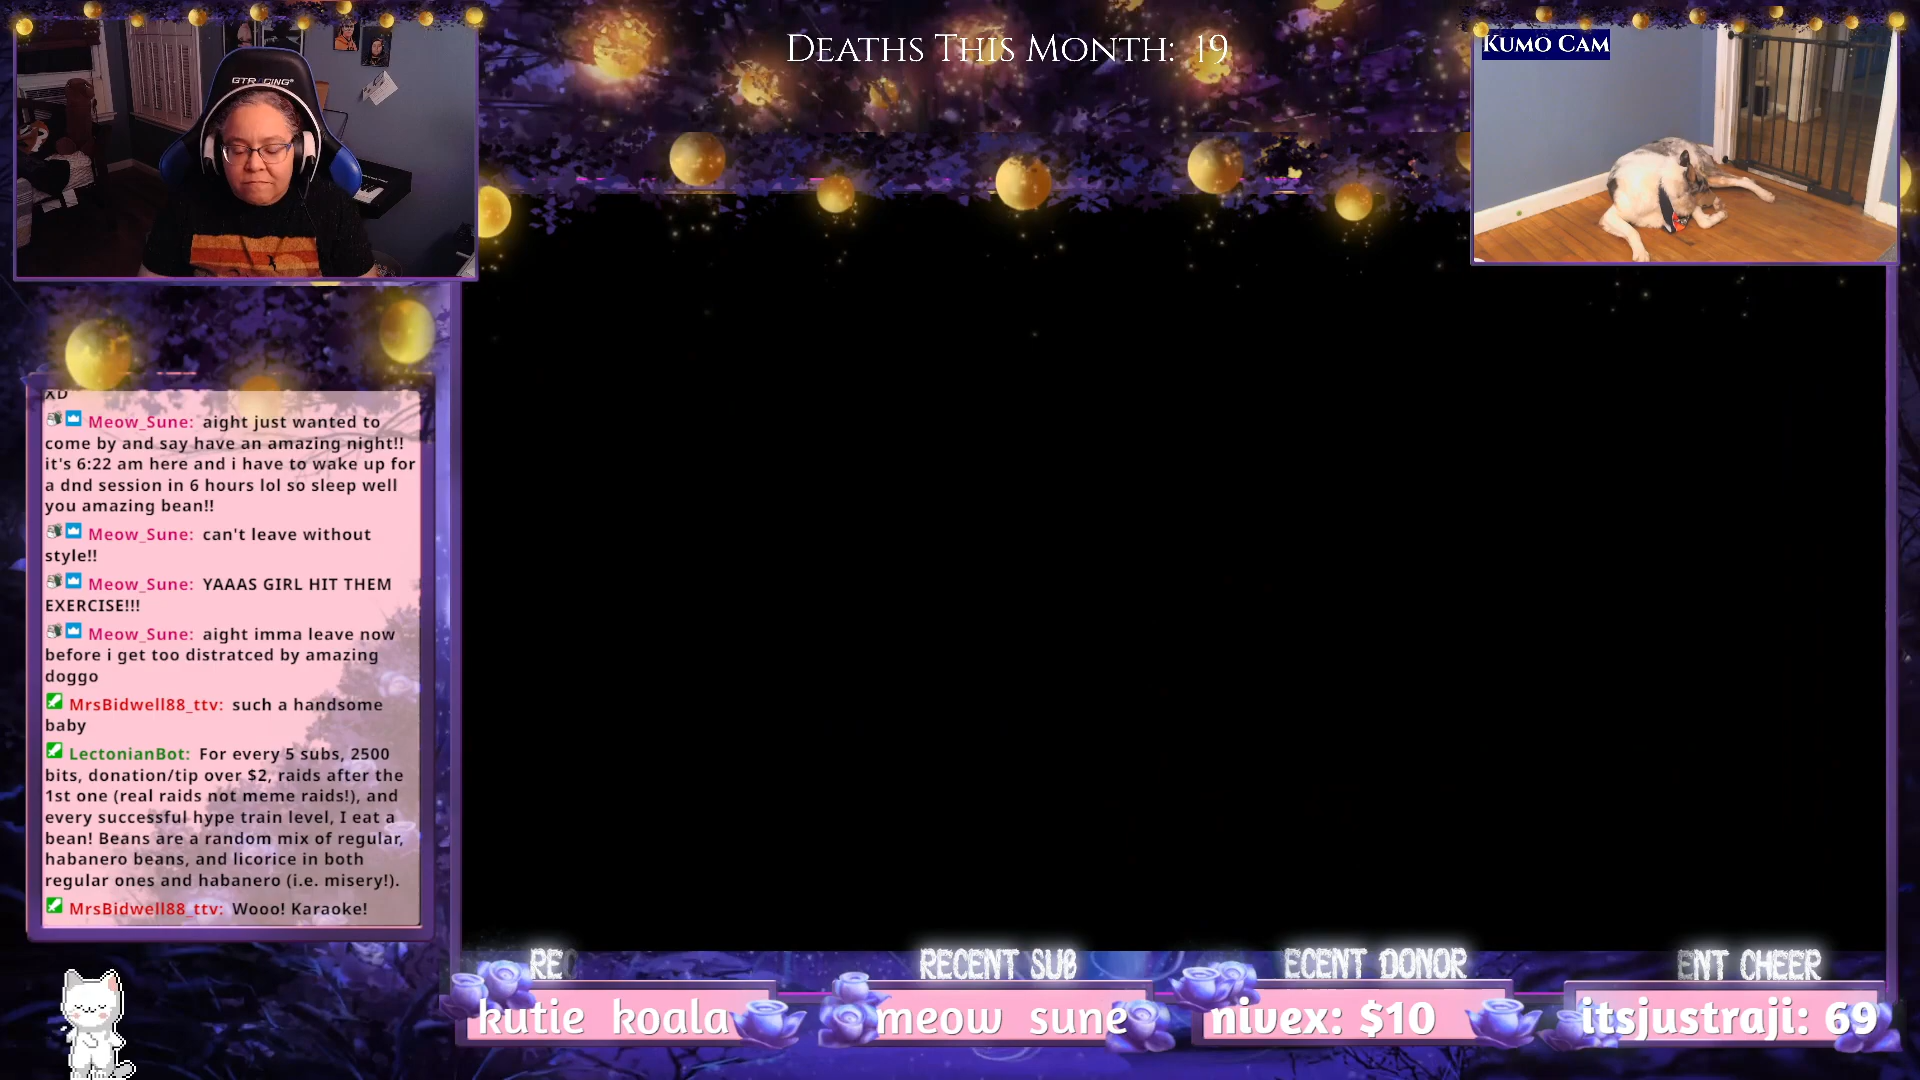 Deaths This Month: 19
Kumo Cam
GTRACING
XD
Meow_Sune: aight just wanted to
come by and say have an amazing night!!
it's 6:22 am here and i have to wake up for
a dnd session in 6 hours lol so sleep well
you amazing bean!!
Meow_Sune: can't leave without
style!!
Meow_Sune: YAAAS GIRL HIT THEM
EXERCISE!!!
Meow_Sune: aight imma leave now
before i get too distratced by amazing
doggo
MrsBidwell88_ttv: such a handsome
baby
LectonianBot: For every 5 subs, 2500
bits, donation/tip over $2, raids after the
1st one (real raids not meme raids!), and
every successful hype train level, I eat a
bean! Beans are a random mix of regular,
habanero beans, and licorice in both
regular ones and habanero (i.e. misery!).
MrsBidwell88_ttv: Wooo! Karaoke!
REC
RECENT SUB
ECENT DONOR
ENT CHEER
kutie koala
meow sune
nivex: $10
itsjustraji: 69